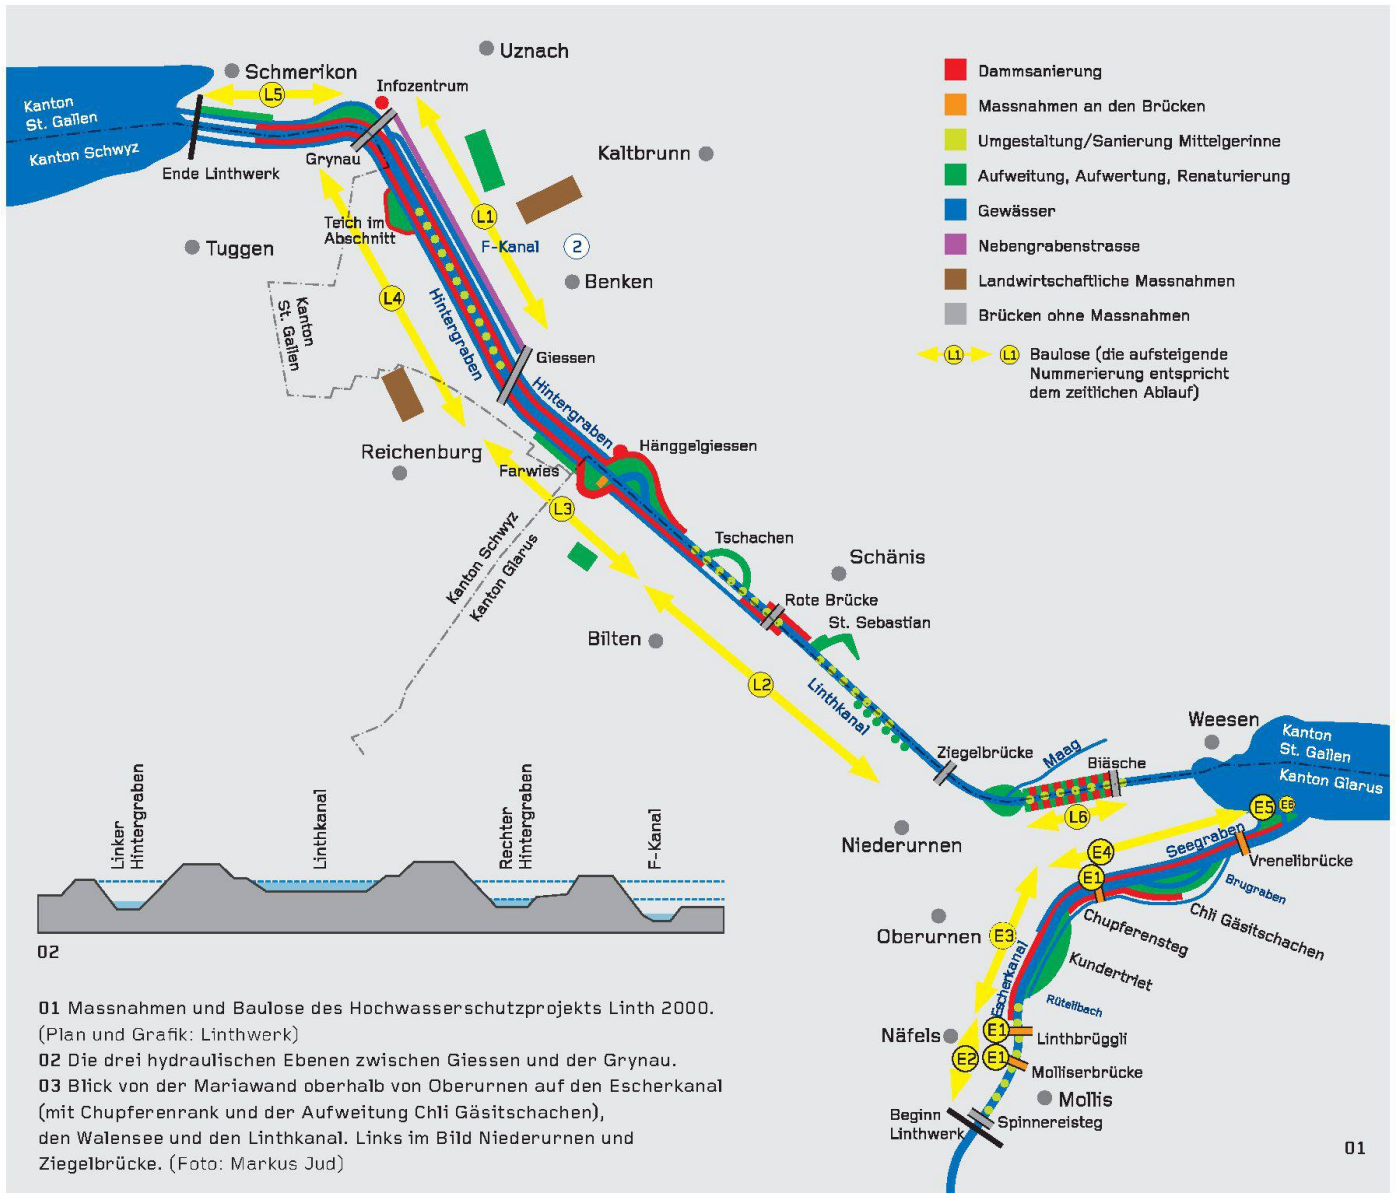 Uznach
Schmerikon
Infozentrum
L5
Kanton
St. Gallen
Kanton Schwyz
Ende Linthwerk
Grynau
Kaltbrunn
L1
F-Kanal
2
Teich im
Abschnitt
Tuggen
Benken
L4
Kanton
St. Gallen
Hintergraben
Giessen
Hintergraben
Reichenburg
Farwies
Hänggelgiessen
L3
Kanton Schwyz
Kanton Glarus
Tschachen
Schänis
Rote Brücke
St. Sebastian
Bilten
L2
Linthkanal
Ziegelbrücke
Maag
Biäsche
Weesen
Kanton
St. Gallen
Kanton Glarus
L6
Niederurnen
E5
E6
E4
Seegraben
Vrenelibrücke
E1
Brugraben
Chli Gäsitschachen
Chupferensteg
Oberurnen
E3
Escherkanal
Kundertriet
Rütelibach
Näfels
E1
Linthbrüggli
E2
E1
Molliserbrücke
Mollis
Beginn
Linthwerk
Spinnereisteg
Dammsanierung
Massnahmen an den Brücken
Umgestaltung/Sanierung Mittelgerinne
Aufweitung, Aufwertung, Renaturierung
Gewässer
Nebengrabenstrasse
Landwirtschaftliche Massnahmen
Brücken ohne Massnahmen
L1
L1
Baulose (die aufsteigende
Nummerierung entspricht
dem zeitlichen Ablauf)
Linker
Hintergraben
Linthkanal
Rechter
Hintergraben
F-Kanal
02
01 Massnahmen und Baulose des Hochwasserschutzprojekts Linth 2000.
(Plan und Grafik: Linthwerk)
02 Die drei hydraulischen Ebenen zwischen Giessen und der Grynau.
03 Blick von der Mariawand oberhalb von Oberurnen auf den Escherkanal
(mit Chupferenrank und der Aufweitung Chli Gäsitschachen),
den Walensee und den Linthkanal. Links im Bild Niederurnen und
Ziegelbrücke. (Foto: Markus Jud)
01